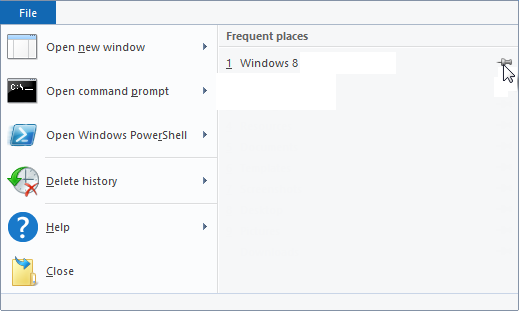 File
Open new window
Open command prompt
Open Windows PowerShell
Delete history
Help
Close
Frequent places
1 Windows 8
C:\